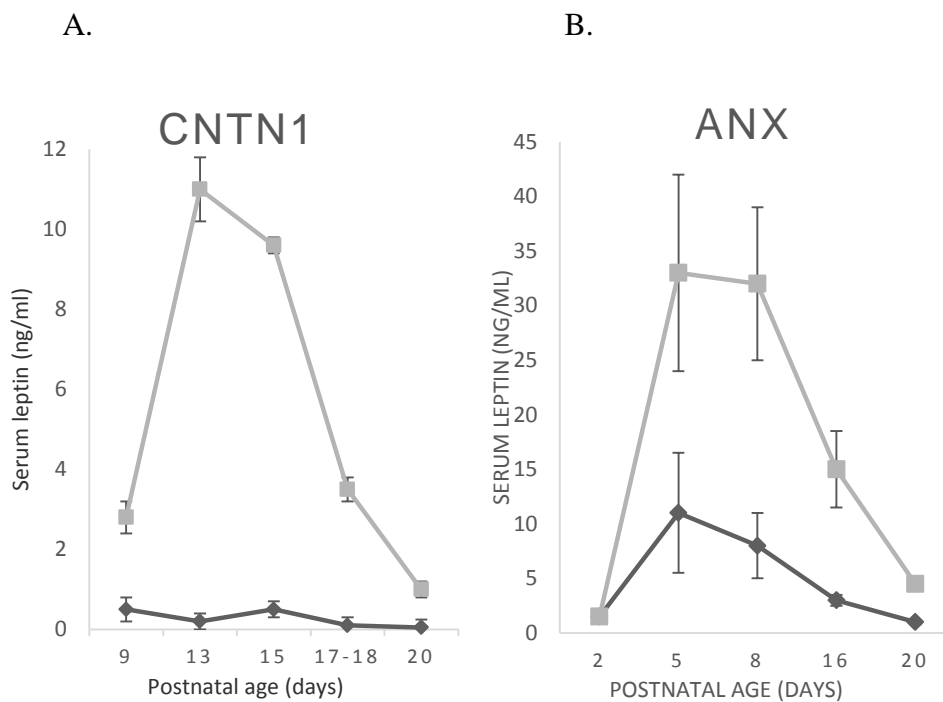 A.
B.
CNTN1
ANX
Serum leptin (ng/ml)
12
10
8
6
4
2
0
9 13 15 17-18 20
Postnatal age (days)
SERUM LEPTIN (NG/ML)
45
40
35
30
25
20
15
10
5
0
2 5 8 16 20
POSTNATAL AGE (DAYS)